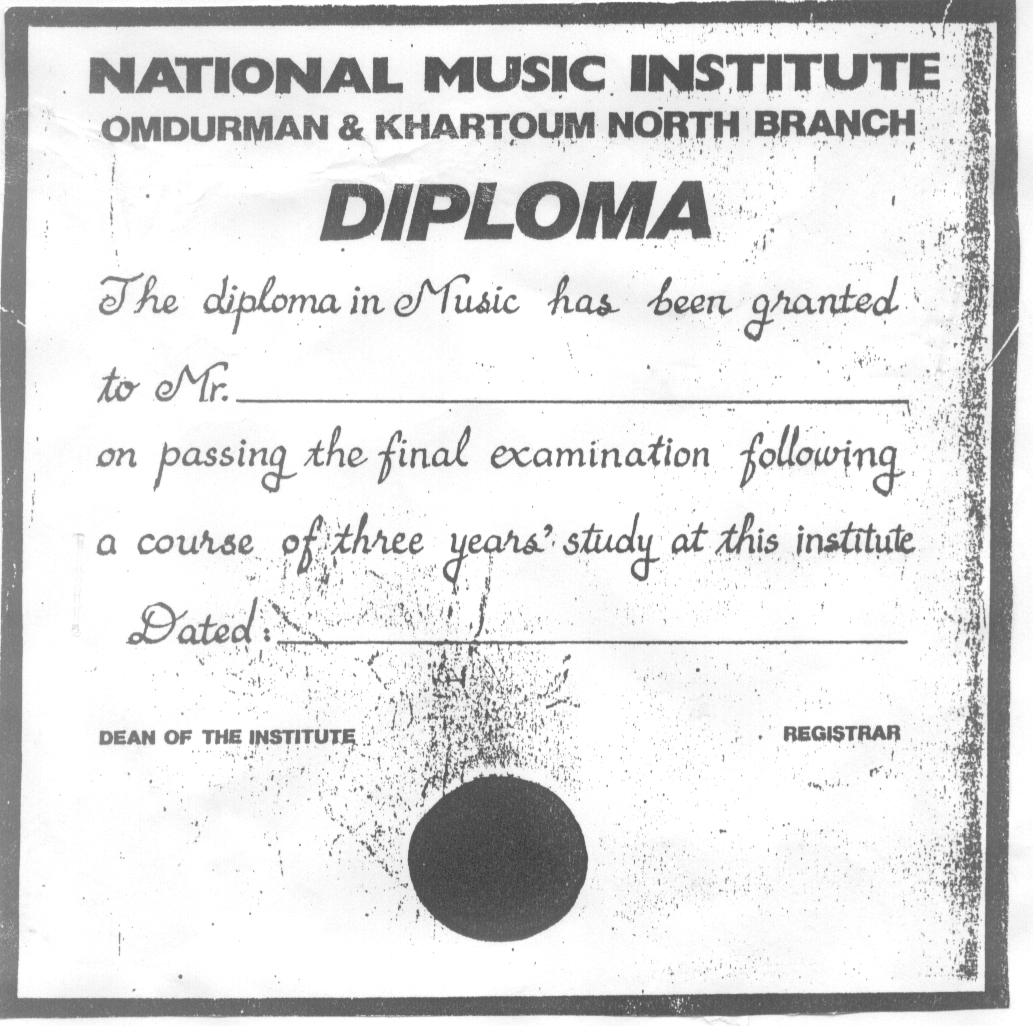 NATIONAL MUSIC INSTITUTE
OMDURMAN & KHARTOUM NORTH BRANCH
DIPLOMA
The diploma in Music has been granted
to Mr.
on passing the final examination following
a course of three years' study at this institute
Dated:
DEAN OF THE INSTITUTE REGISTRAR